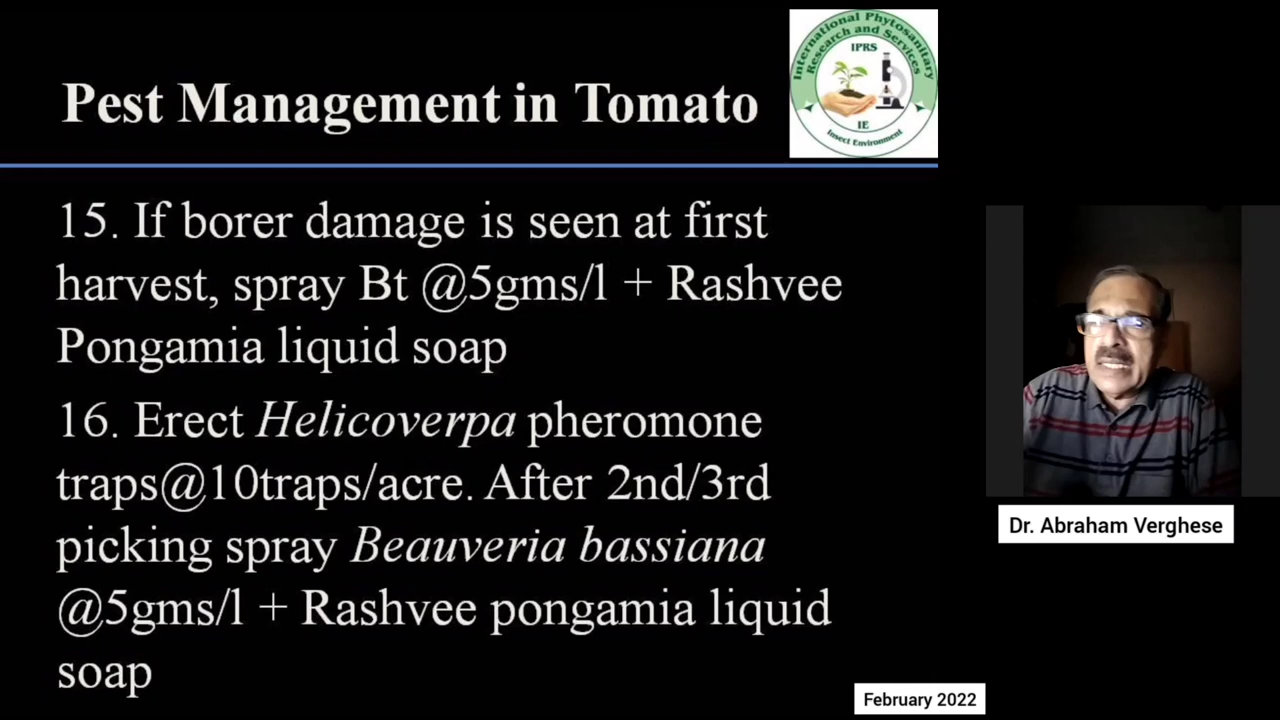 Pest Management in Tomato
International Phytosanitary
Research and Services
IPRS
IE
Insect Environment
15. If borer damage is seen at first
harvest, spray Bt @5gms/l + Rashvee
Pongamia liquid soap
16. Erect Helicoverpa pheromone
traps@10traps/acre. After 2nd/3rd
picking spray Beauveria bassiana
@5gms/l + Rashvee pongamia liquid
soap
Dr. Abraham Verghese
February 2022